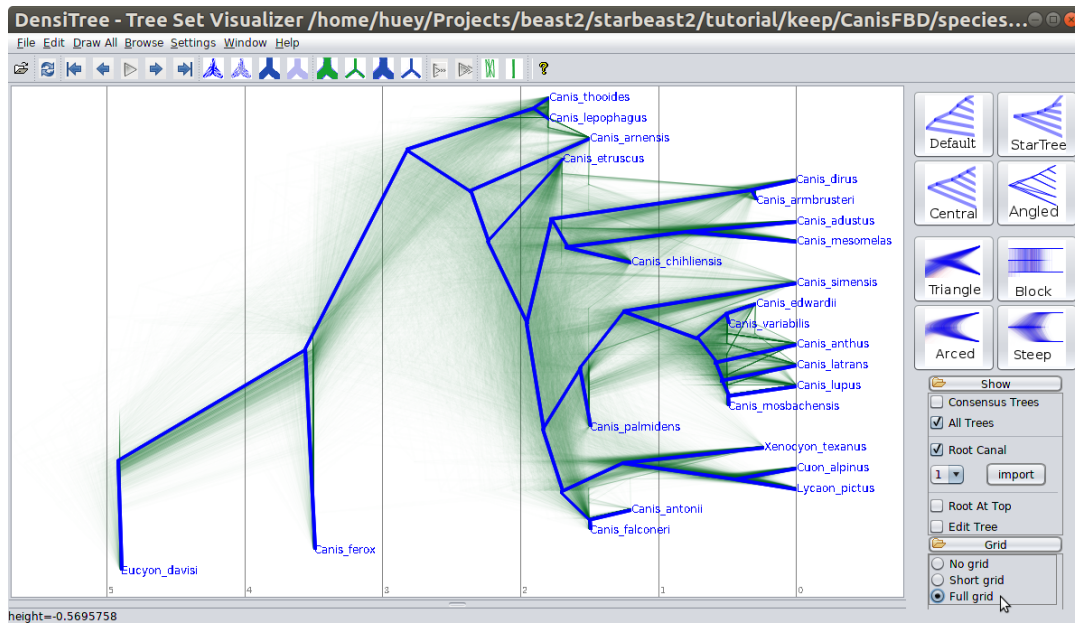 DensiTree - Tree Set Visualizer /home/huey/Projects/beast2/starbeast2/tutorial/keep/CanisFBD/species...
File Edit Draw All Browse Settings Window Help
Canis_thooides
Canis_lepophagus
Canis_arnensis
Canis_etruscus
Canis_dirus
Canis_armbrusteri
Canis_adustus
Canis_mesomelas
Canis_chihliensis
Canis_simensis
Canis_edwardii
Canis_variabilis
Canis_anthus
Canis_latrans
Canis_lupus
Canis_mosbachensis
Canis_palmidens
Xenocyon_texanus
Cuon_alpinus
Lycaon_pictus
Canis_antonii
Canis_falconeri
Canis_ferox
Eucyon_davisi
5 4 3 2 1 0
Default StarTree
Central Angled
Triangle Block
Arced Steep
Show
Consensus Trees
All Trees
Root Canal
1 import
Root At Top
Edit Tree
Grid
No grid
Short grid
Full grid
height=-0.5695758